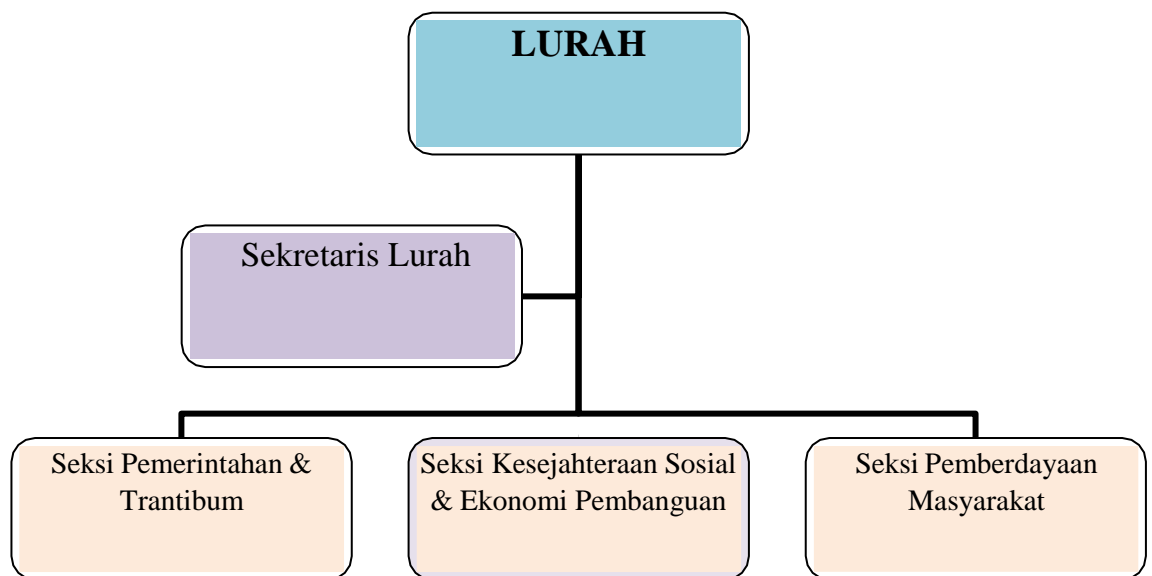 LURAH
Sekretaris Lurah
Seksi Pemerintahan &
Trantibum
Seksi Kesejahteraan Sosial
& Ekonomi Pembanguan
Seksi Pemberdayaan
Masyarakat